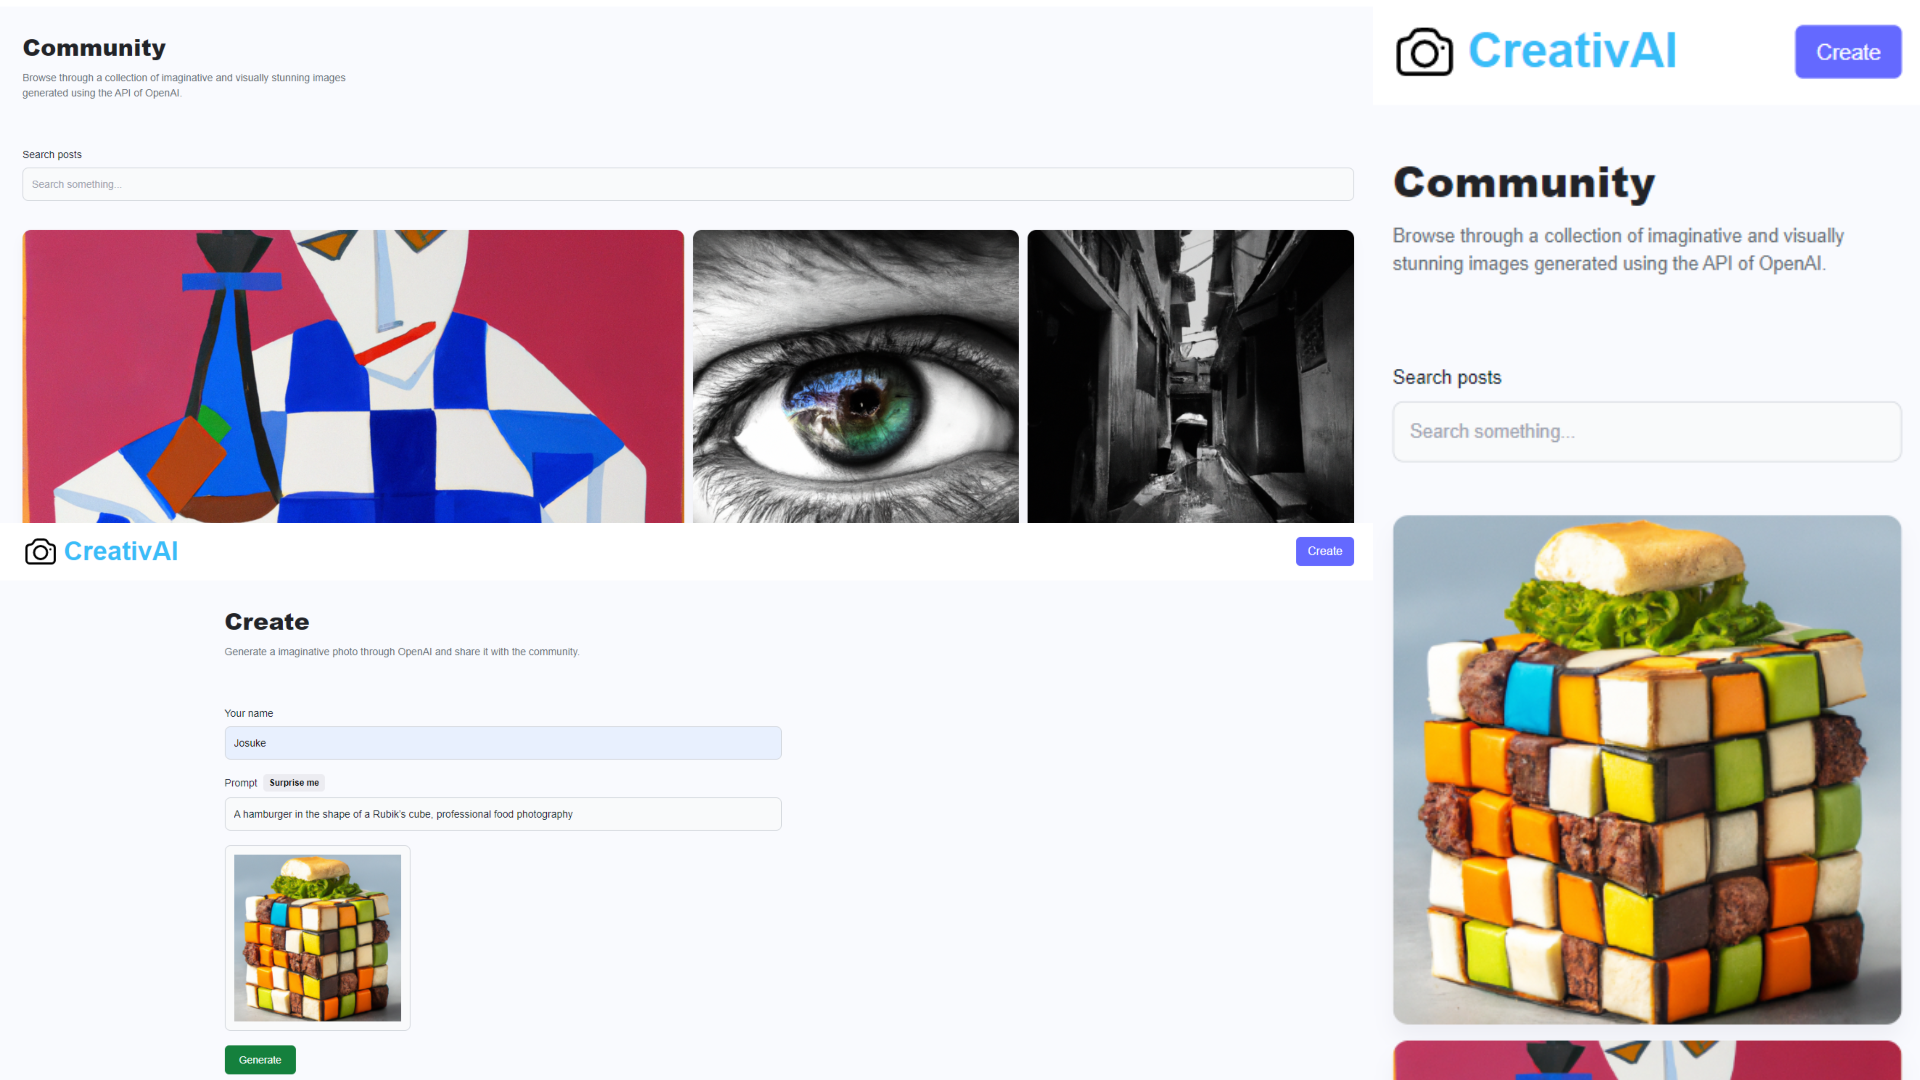 Community
Browse through a collection of imaginative and visually stunning images
generated using the API of OpenAI.
Search posts
Search something...
CreativAI
Create
Create
Generate a imaginative photo through OpenAI and share it with the community.
Your name
Josuke
Prompt Surprise me
A hamburger in the shape of a Rubik's cube, professional food photography
Generate
CreativAI
Create
Community
Browse through a collection of imaginative and visually
stunning images generated using the API of OpenAI.
Search posts
Search something...